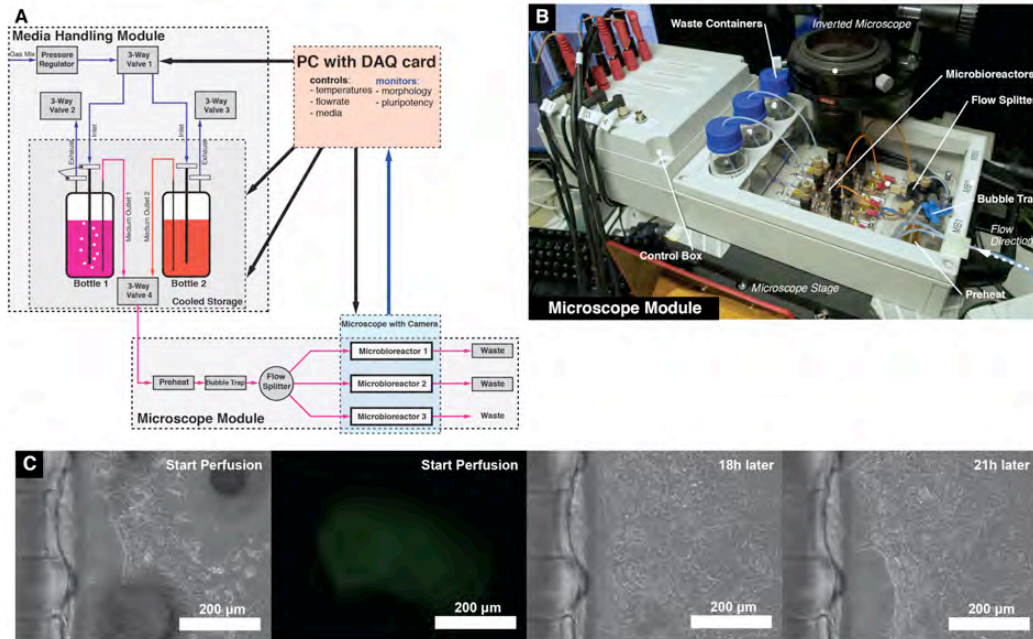 A
Media Handling Module
Gas Mix
Pressure
Regulator
3-Way
Valve 1
3-Way
Valve 2
3-Way
Valve 3
Exhaust
Inlet
Inlet
Exhaust
Medium Outlet 1
Medium Outlet 2
Bottle 1
Bottle 2
3-Way
Valve 4
Cooled Storage
PC with DAQ card
controls:
- temperatures
- flowrate
- media
monitors:
- morphology
- pluripotency
Microscope with Camera
Preheat
Bubble Trap
Flow
Splitter
Microbioreactor 1
Waste
Microbioreactor 2
Waste
Microbioreactor 3
Waste
Microscope Module
B
Waste Containers
Inverted Microscope
Microbioreactors
Flow Splitter
Bubble Trap
MB1
Flow
Direction
Control Box
Microscope Stage
Preheat
Microscope Module
C
Start Perfusion
200 µm
Start Perfusion
200 µm
18h later
200 µm
21h later
200 µm